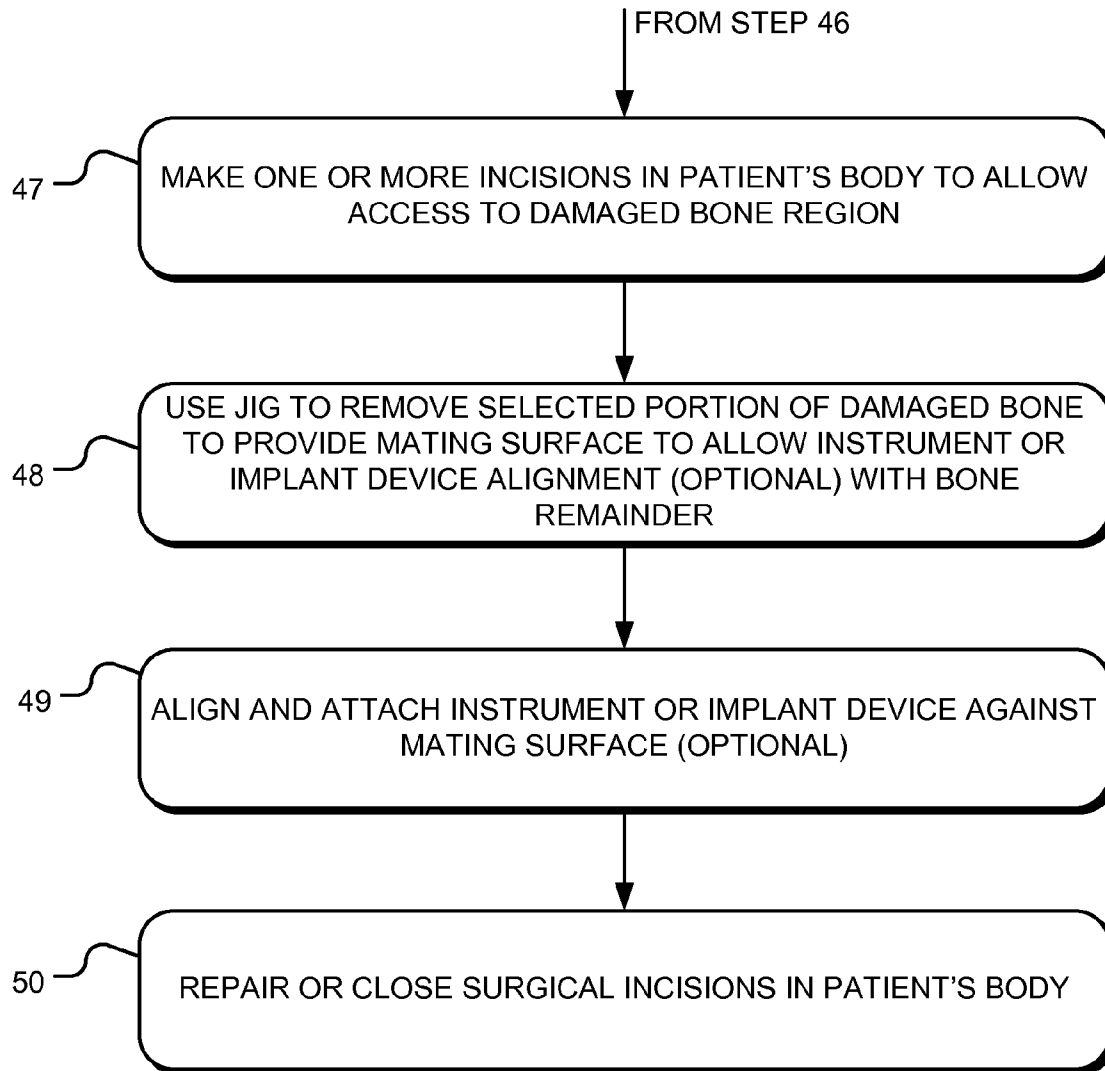 FROM STEP 46
47
MAKE ONE OR MORE INCISIONS IN PATIENT'S BODY TO ALLOW
ACCESS TO DAMAGED BONE REGION
48
USE JIG TO REMOVE SELECTED PORTION OF DAMAGED BONE
TO PROVIDE MATING SURFACE TO ALLOW INSTRUMENT OR
IMPLANT DEVICE ALIGNMENT (OPTIONAL) WITH BONE
REMAINDER
49
ALIGN AND ATTACH INSTRUMENT OR IMPLANT DEVICE AGAINST
MATING SURFACE (OPTIONAL)
50
REPAIR OR CLOSE SURGICAL INCISIONS IN PATIENT'S BODY